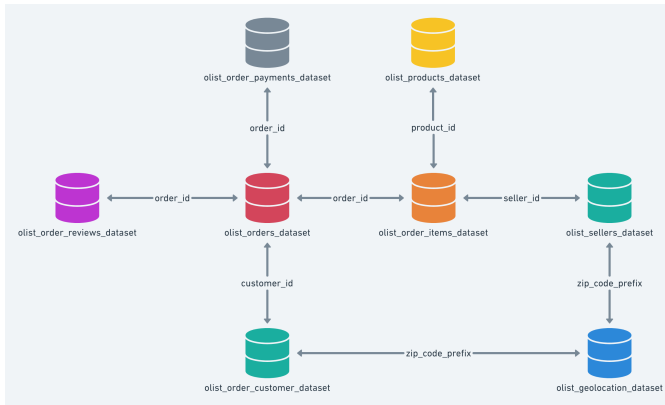 olist_order_payments_dataset
olist_products_dataset
order_id
product_id
order_id
order_id
seller_id
olist_order_reviews_dataset
olist_orders_dataset
olist_order_items_dataset
olist_sellers_dataset
customer_id
zip_code_prefix
zip_code_prefix
olist_order_customer_dataset
olist_geolocation_dataset